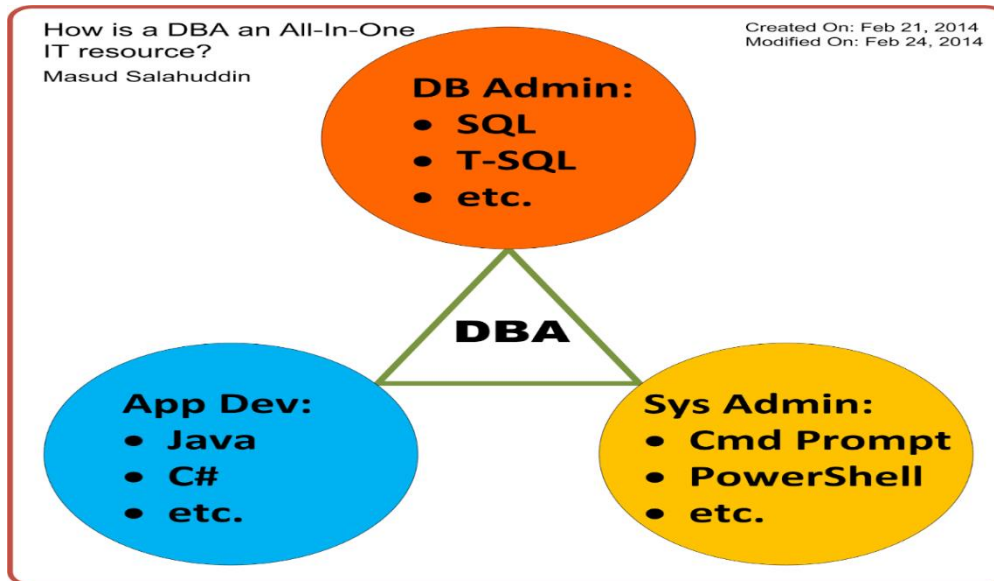 How is a DBA an All-In-One
IT resource?
Masud Salahuddin
Created On: Feb 21, 2014
Modified On: Feb 24, 2014
DB Admin:
• SQL
• T-SQL
• etc.
DBA
App Dev:
• Java
• C#
• etc.
Sys Admin:
• Cmd Prompt
• PowerShell
• etc.